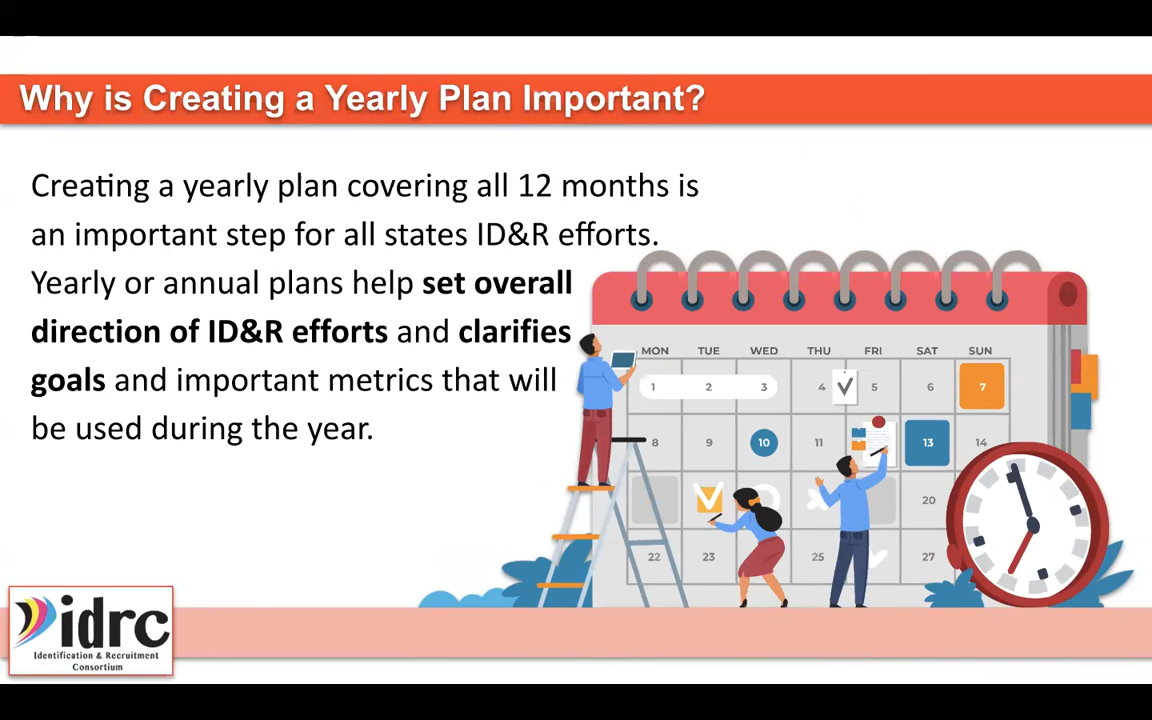 Why is Creating a Yearly Plan Important?
Creating a yearly plan covering all 12 months is
an important step for all states ID&R efforts.
Yearly or annual plans help set overall
direction of ID&R efforts and clarifies
goals and important metrics that will
be used during the year.
MON TUE WED THU FRI SAT SUN
1 2 3 4 5 6 7
8 9 10 11 13 14
20
22 23 25 27
idrc
Identification & Recruitment
Consortium